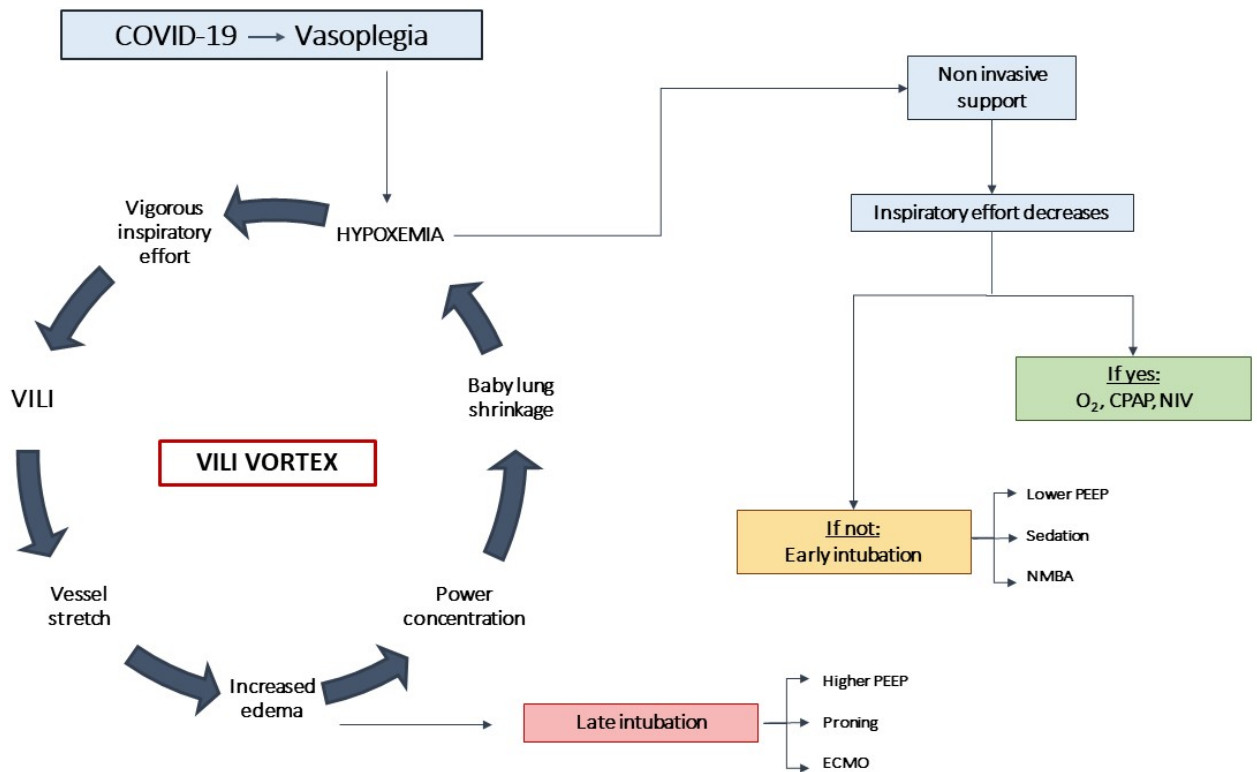 COVID-19 → Vasoplegia
Non invasive
support
Vigorous
inspiratory
effort
HYPOXEMIA
Inspiratory effort decreases
VILI
Baby lung
shrinkage
If yes:
O₂, CPAP, NIV
VILI VORTEX
If not:
Early intubation
Lower PEEP
Sedation
NMBA
Vessel
stretch
Power
concentration
Increased
edema
Late intubation
Higher PEEP
Proning
ECMO